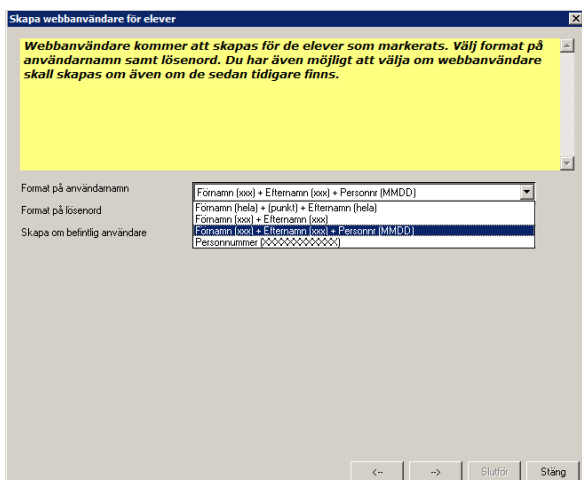 Skapa webbanvändare för elever
Webbanvändare kommer att skapas för de elever som markerats. Välj format på
användarnamn samt lösenord. Du har även möjligt att välja om webbanvändare
skall skapas om även om de sedan tidigare finns.
Format på användarnamn
Förnamn (xxx) + Efternamn (xxx) + Personnr (MMDD)
Format på lösenord
Förnamn (hela) + (punkt) + Efternamn (hela)
Förnamn (xxx) + Efternamn (xxx)
Skapa om befintlig användare
Förnamn (xxx) + Efternamn (xxx) + Personnr (MMDD)
Personnummer (XXXXXXXXXXXXX)
<--
-->
Slutför
Stäng